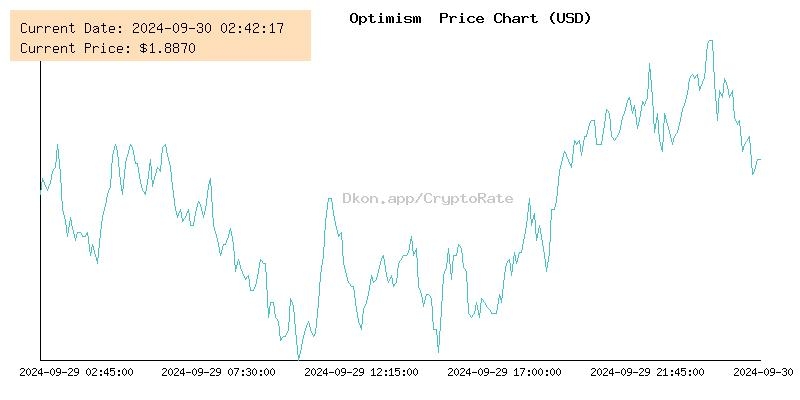 Optimism  Price Chart (USD)
Current Date: 2024-09-30 02:42:17
Current Price: $1.8870
Dkon.app/CryptoRate
2024-09-29 02:45:00 2024-09-29 07:30:00 2024-09-29 12:15:00 2024-09-29 17:00:00 2024-09-29 21:45:00 2024-09-30